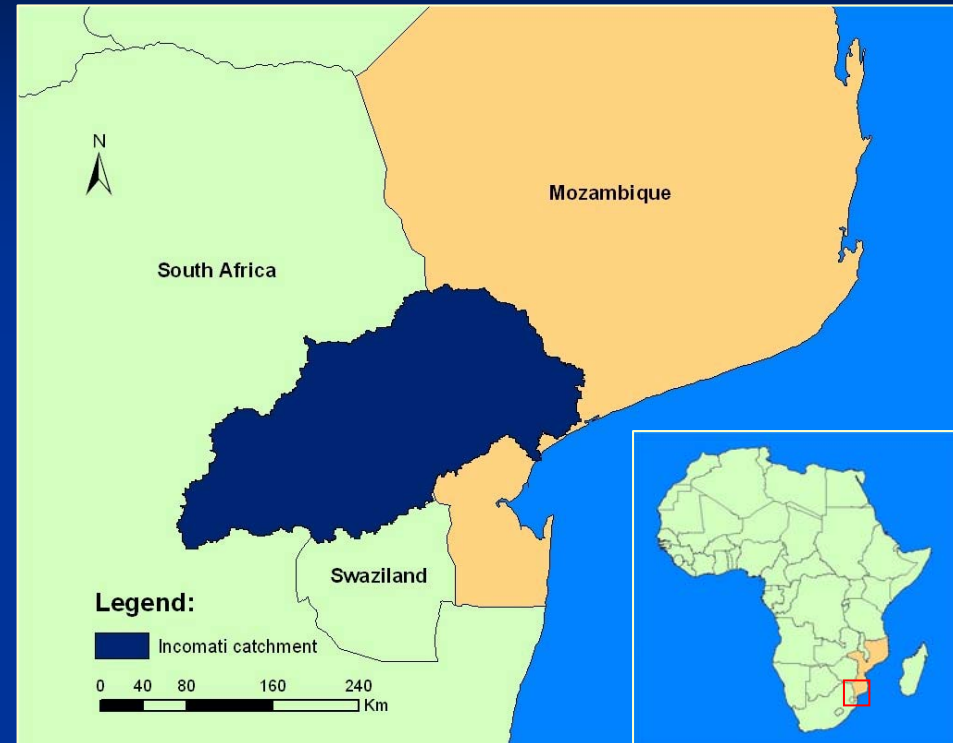 N
Mozambique
South Africa
Swaziland
Legend:
Incomati catchment
0 40 80 160 240
Km